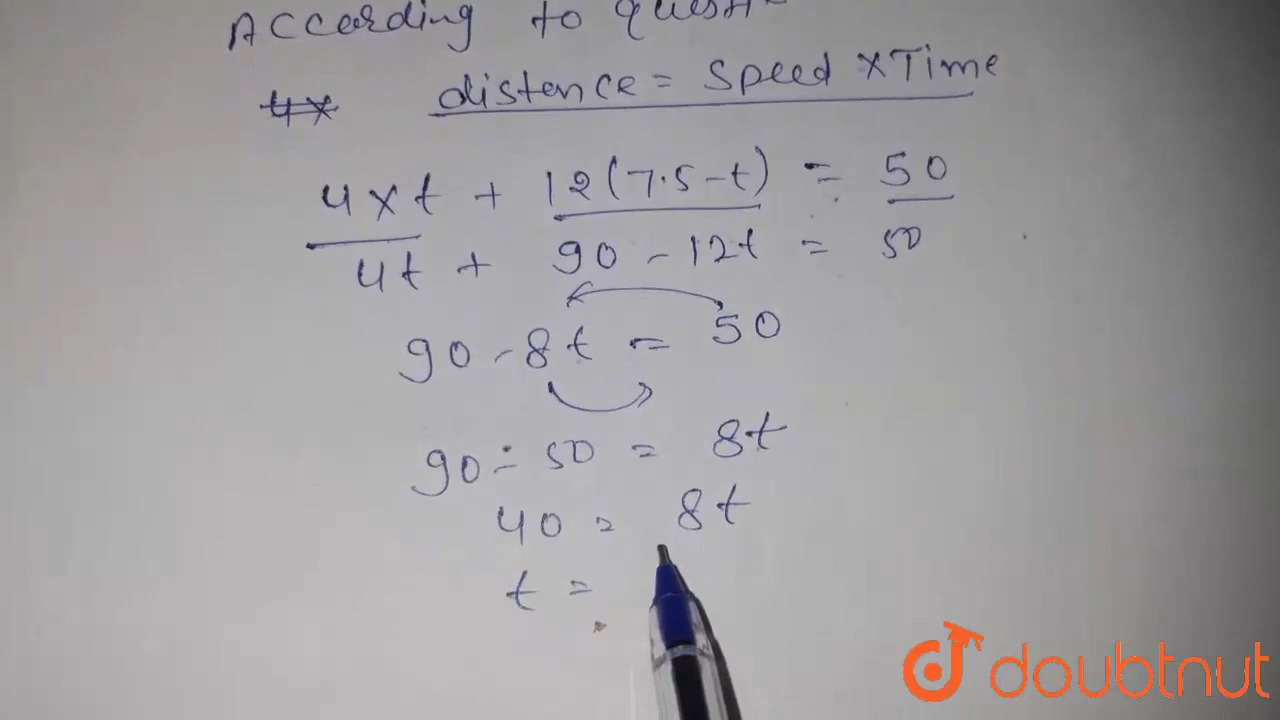 According to
4x distence = Speed × Time
4×t + 12(7.5-t) = 50
4t + 90 - 12t = 50
90 - 8t = 50
90 - 50 = 8t
40 = 8t
t =
doubtnut